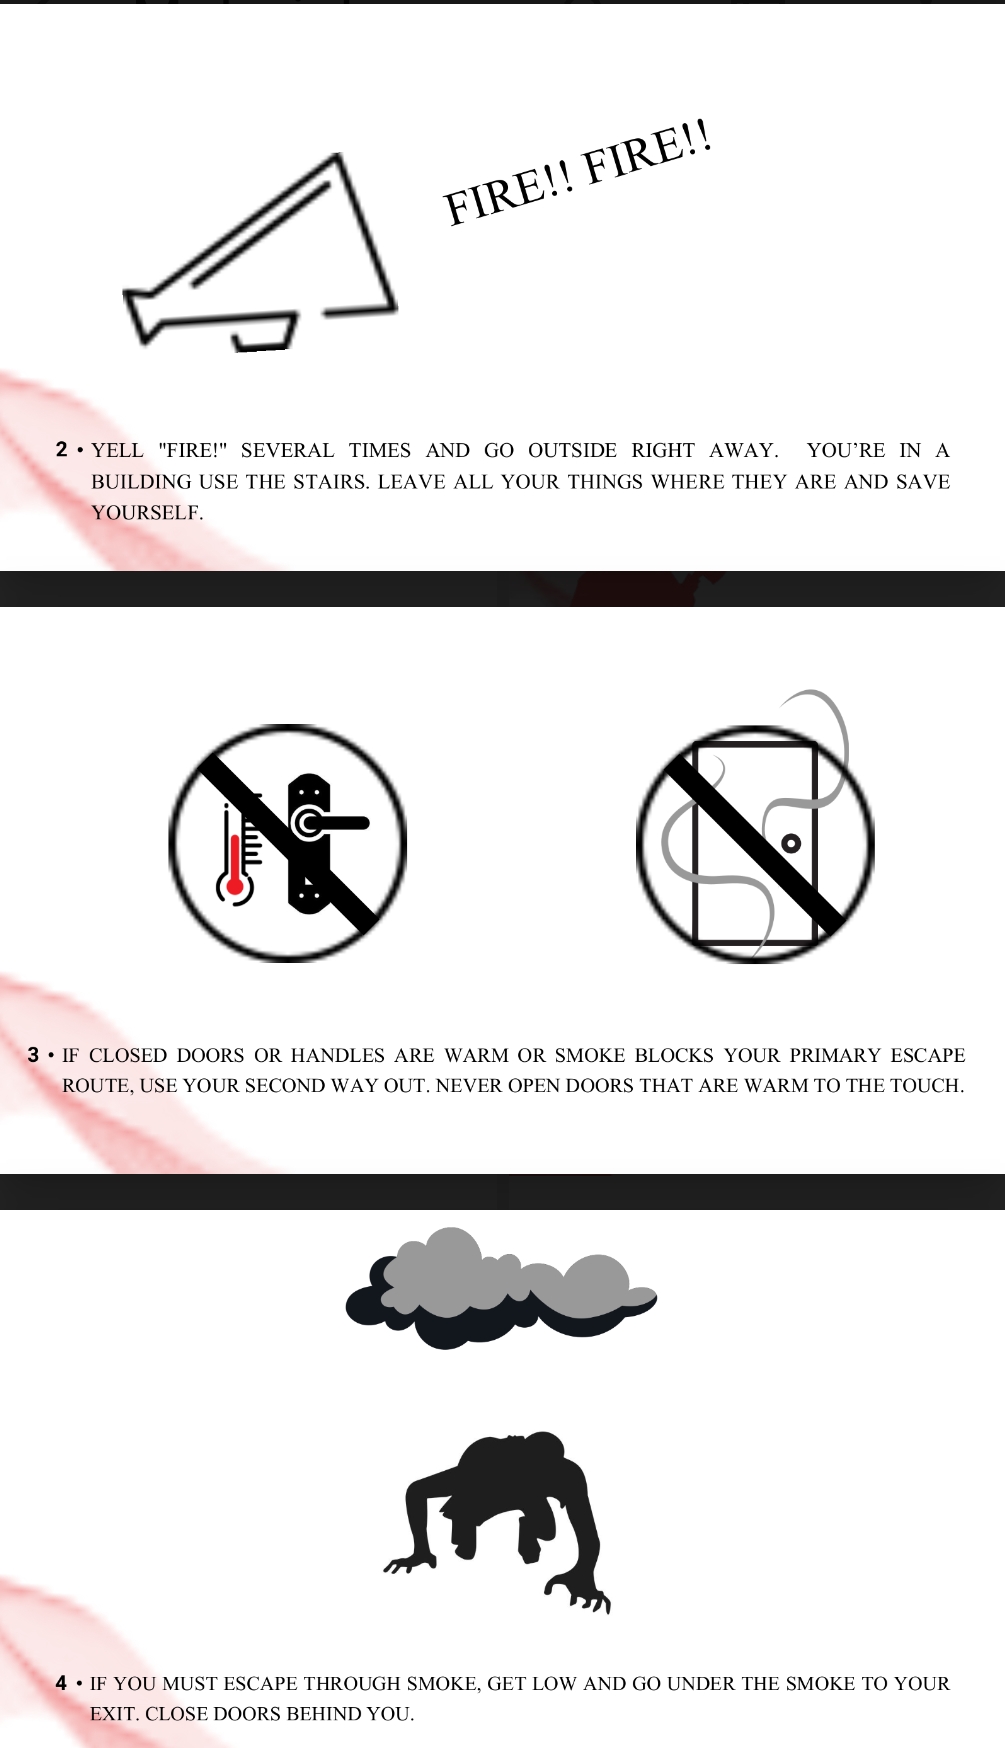 FIRE!! FIRE!!
2 • YELL "FIRE!" SEVERAL TIMES AND GO OUTSIDE RIGHT AWAY. YOU’RE IN A
BUILDING USE THE STAIRS. LEAVE ALL YOUR THINGS WHERE THEY ARE AND SAVE
YOURSELF.
3 • IF CLOSED DOORS OR HANDLES ARE WARM OR SMOKE BLOCKS YOUR PRIMARY ESCAPE
ROUTE, USE YOUR SECOND WAY OUT. NEVER OPEN DOORS THAT ARE WARM TO THE TOUCH.
4 • IF YOU MUST ESCAPE THROUGH SMOKE, GET LOW AND GO UNDER THE SMOKE TO YOUR
EXIT. CLOSE DOORS BEHIND YOU.